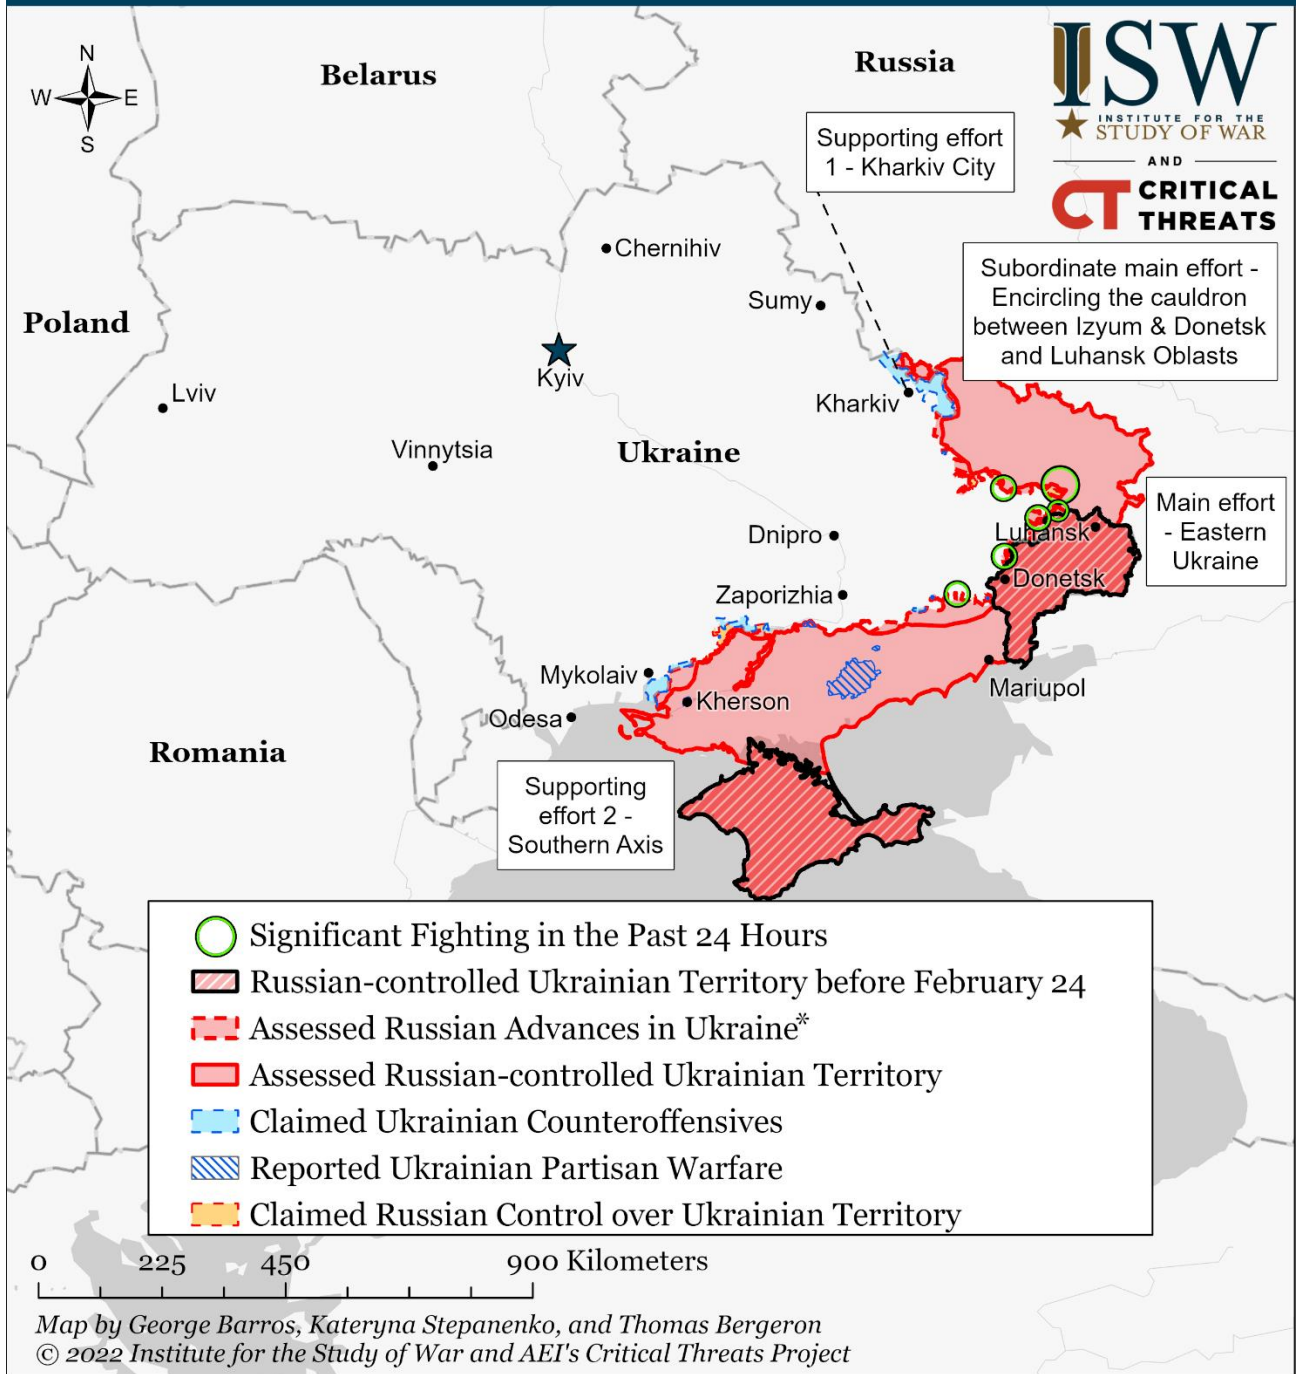 N
W
E
S
Belarus
Russia
ISW
INSTITUTE FOR THE
STUDY OF WAR
AND
CT CRITICAL
THREATS
Supporting effort
1 - Kharkiv City
Subordinate main effort -
Encircling the cauldron
between Izyum & Donetsk
and Luhansk Oblasts
Chernihiv
Sumy
Poland
Kyiv
Lviv
Kharkiv
Vinnytsia
Ukraine
Main effort
- Eastern
Ukraine
Dnipro
Luhansk
Donetsk
Zaporizhia
Mykolaiv
Mariupol
Kherson
Odesa
Romania
Supporting
effort 2 -
Southern Axis
Significant Fighting in the Past 24 Hours
Russian-controlled Ukrainian Territory before February 24
Assessed Russian Advances in Ukraine*
Assessed Russian-controlled Ukrainian Territory
Claimed Ukrainian Counteroffensives
Reported Ukrainian Partisan Warfare
Claimed Russian Control over Ukrainian Territory
0 225 450 900 Kilometers
Map by George Barros, Kateryna Stepanenko, and Thomas Bergeron
© 2022 Institute for the Study of War and AEI's Critical Threats Project